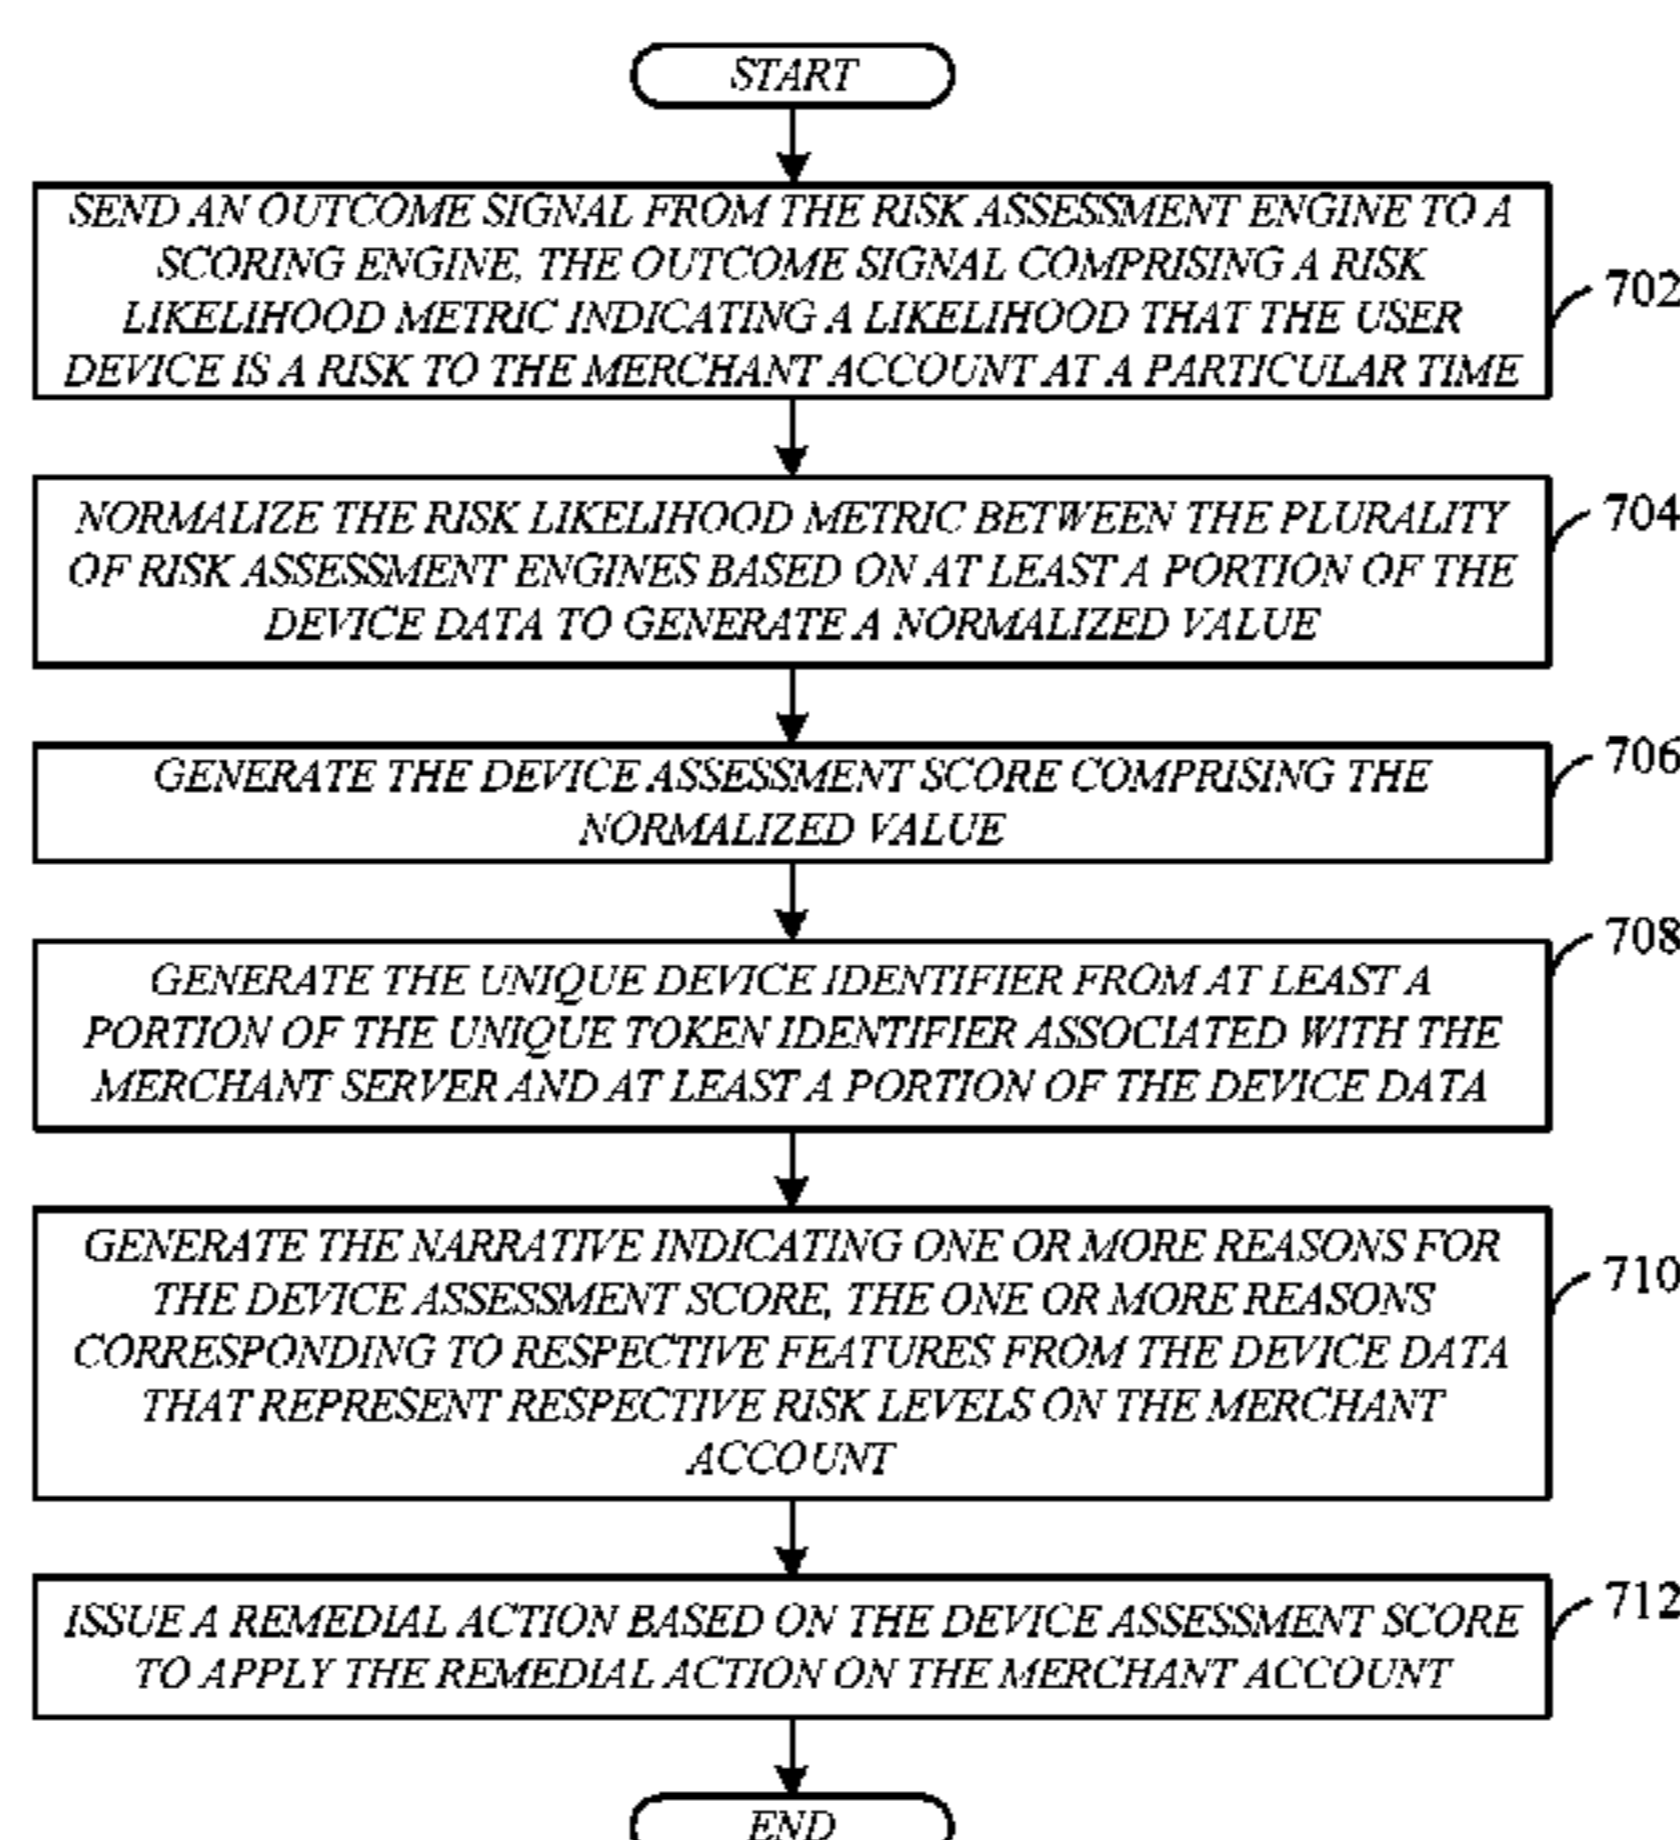 START
SEND AN OUTCOME SIGNAL FROM THE RISK ASSESSMENT ENGINE TO A
SCORING ENGINE, THE OUTCOME SIGNAL COMPRISING A RISK
LIKELIHOOD METRIC INDICATING A LIKELIHOOD THAT THE USER
DEVICE IS A RISK TO THE MERCHANT ACCOUNT AT A PARTICULAR TIME
702
NORMALIZE THE RISK LIKELIHOOD METRIC BETWEEN THE PLURALITY
OF RISK ASSESSMENT ENGINES BASED ON AT LEAST A PORTION OF THE
DEVICE DATA TO GENERATE A NORMALIZED VALUE
704
GENERATE THE DEVICE ASSESSMENT SCORE COMPRISING THE
NORMALIZED VALUE
706
GENERATE THE UNIQUE DEVICE IDENTIFIER FROM AT LEAST A
PORTION OF THE UNIQUE TOKEN IDENTIFIER ASSOCIATED WITH THE
MERCHANT SERVER AND AT LEAST A PORTION OF THE DEVICE DATA
708
GENERATE THE NARRATIVE INDICATING ONE OR MORE REASONS FOR
THE DEVICE ASSESSMENT SCORE, THE ONE OR MORE REASONS
CORRESPONDING TO RESPECTIVE FEATURES FROM THE DEVICE DATA
THAT REPRESENT RESPECTIVE RISK LEVELS ON THE MERCHANT
ACCOUNT
710
ISSUE A REMEDIAL ACTION BASED ON THE DEVICE ASSESSMENT SCORE
TO APPLY THE REMEDIAL ACTION ON THE MERCHANT ACCOUNT
712
END